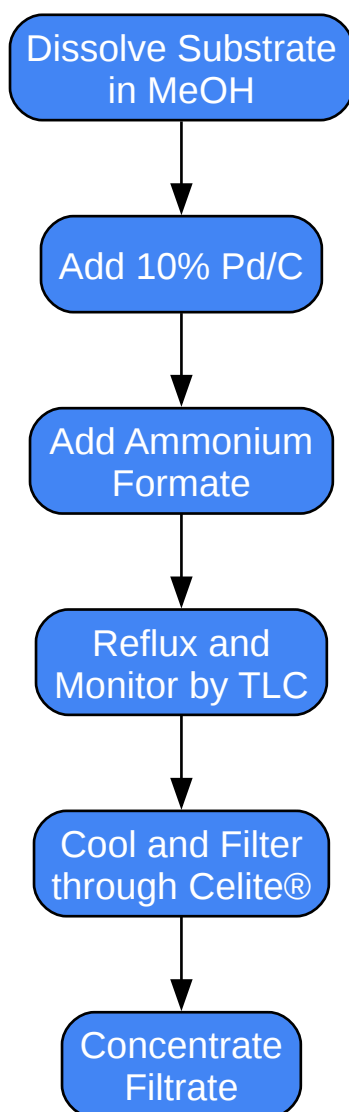 Dissolve Substrate
in MeOH
Add 10% Pd/C
Add Ammonium
Formate
Reflux and
Monitor by TLC
Cool and Filter
through Celite®
Concentrate
Filtrate